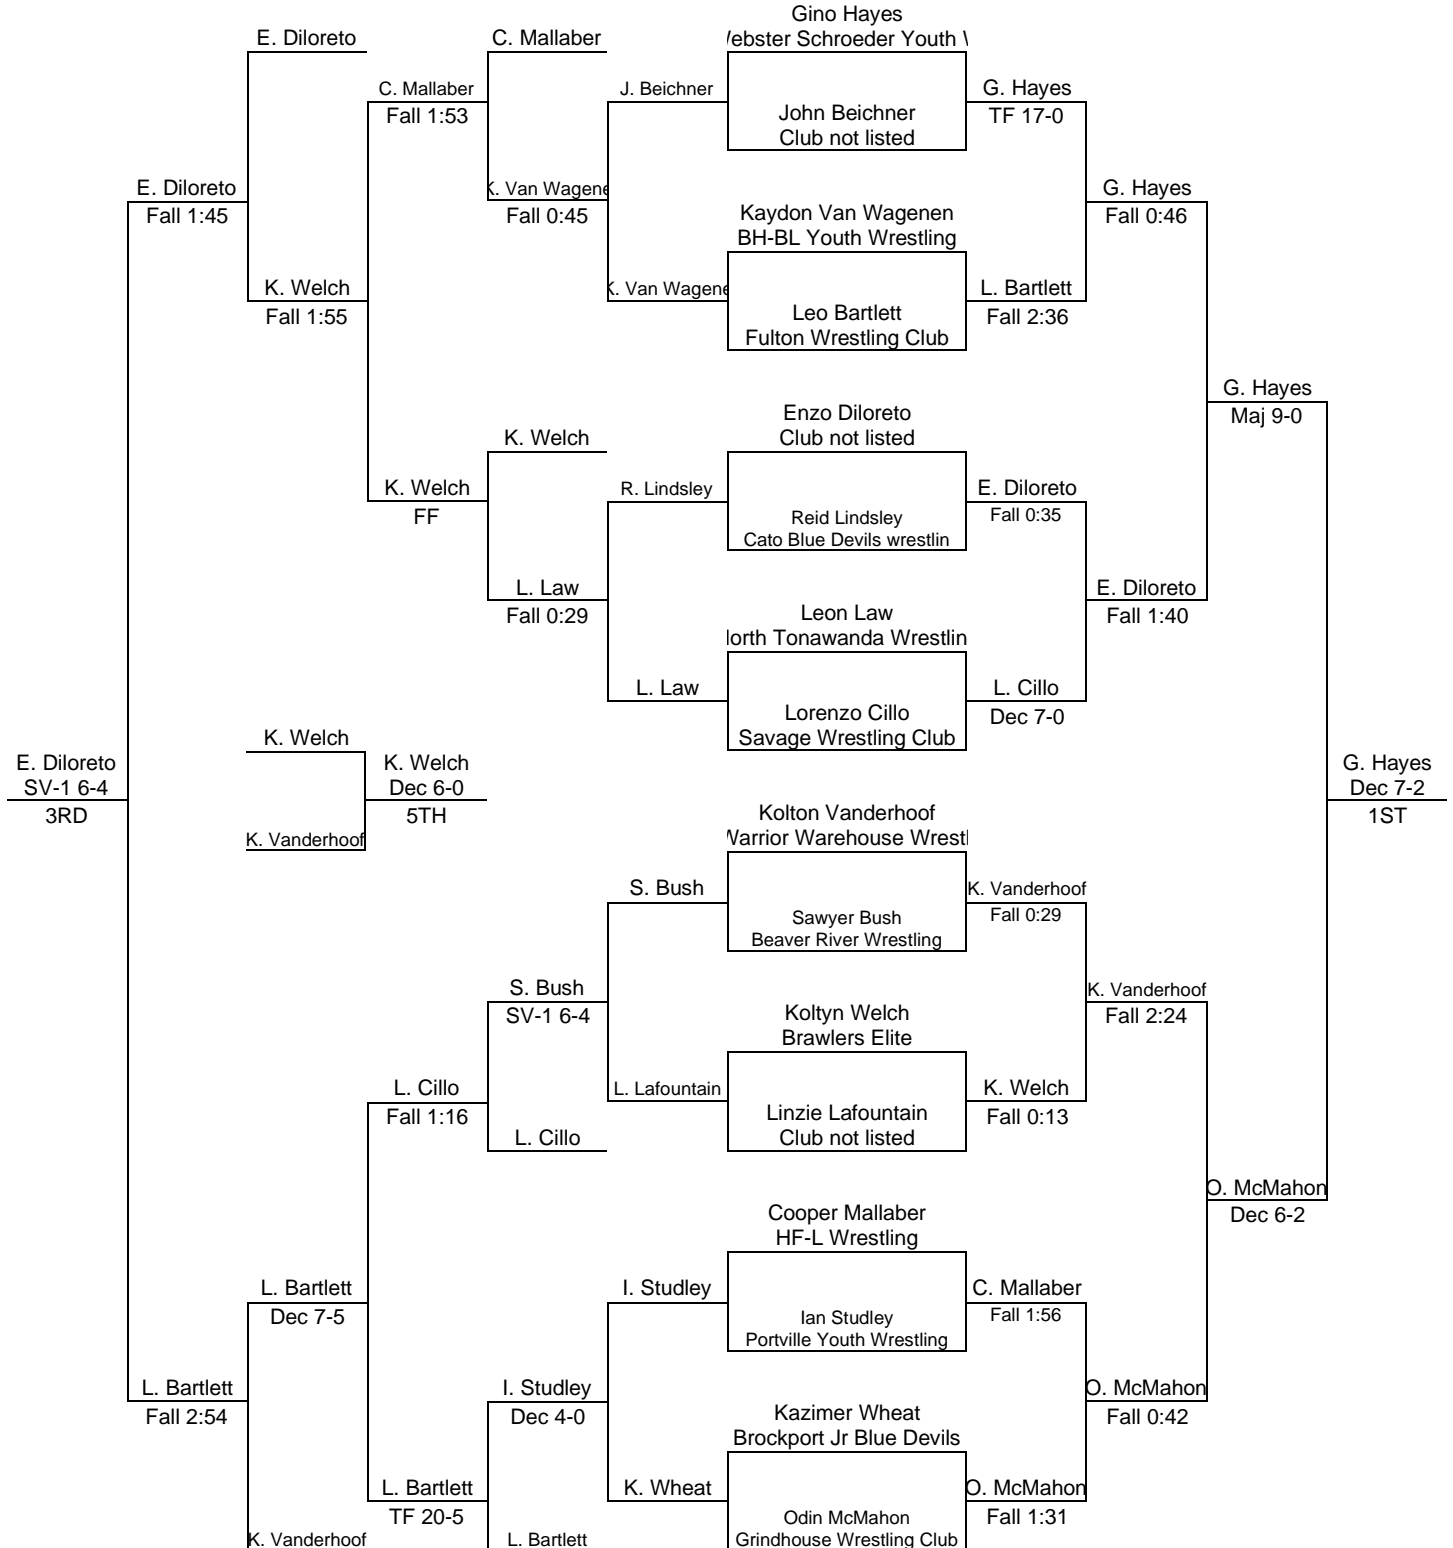 Gino Hayes
E. Diloreto
C. Mallaber
Schroeder Youth
C. Mallaber
Fall 1:53
J. Beichner
G. Hayes
TF 17-0
John Beichner
Club not listed
E. Diloreto
Fall 1:45
K. Van Wagene
Fall 0:45
G. Hayes
Fall 0:46
Kaydon Van Wagenen
BH-BL Youth Wrestling
K. Welch
Fall 1:55
K. Van Wagene
L. Bartlett
Fall 2:36
Leo Bartlett
Fulton Wrestling Club
G. Hayes
Maj 9-0
Enzo Diloreto
Club not listed
K. Welch
K. Welch
FF
R. Lindsley
E. Diloreto
Fall 0:35
Reid Lindsley
Cato Blue Devils wrestlin
L. Law
Fall 0:29
E. Diloreto
Fall 1:40
Leon Law
Tonawanda Wrestlin
L. Law
L. Cillo
Dec 7-0
Lorenzo Cillo
Savage Wrestling Club
K. Welch
E. Diloreto
SV-1 6-4
3RD
K. Welch
Dec 6-0
5TH
G. Hayes
Dec 7-2
1ST
K. Vanderhoof
Kolton Vanderhoof
Warrior Warehouse Wrestl
S. Bush
K. Vanderhoof
Fall 0:29
Sawyer Bush
Beaver River Wrestling
S. Bush
SV-1 6-4
K. Vanderhoof
Fall 2:24
Koltyn Welch
Brawlers Elite
L. Cillo
Fall 1:16
L. Lafountain
K. Welch
Fall 0:13
Linzie Lafountain
Club not listed
L. Cillo
O. McMahon
Dec 6-2
Cooper Mallaber
HF-L Wrestling
L. Bartlett
Dec 7-5
I. Studley
C. Mallaber
Fall 1:56
Ian Studley
Portville Youth Wrestling
L. Bartlett
Fall 2:54
I. Studley
Dec 4-0
O. McMahon
Fall 0:42
Kazimer Wheat
Brockport Jr Blue Devils
L. Bartlett
TF 20-5
K. Wheat
O. McMahon
Fall 1:31
Odin McMahon
Grindhouse Wrestling Club
K. Vanderhoof
L. Bartlett